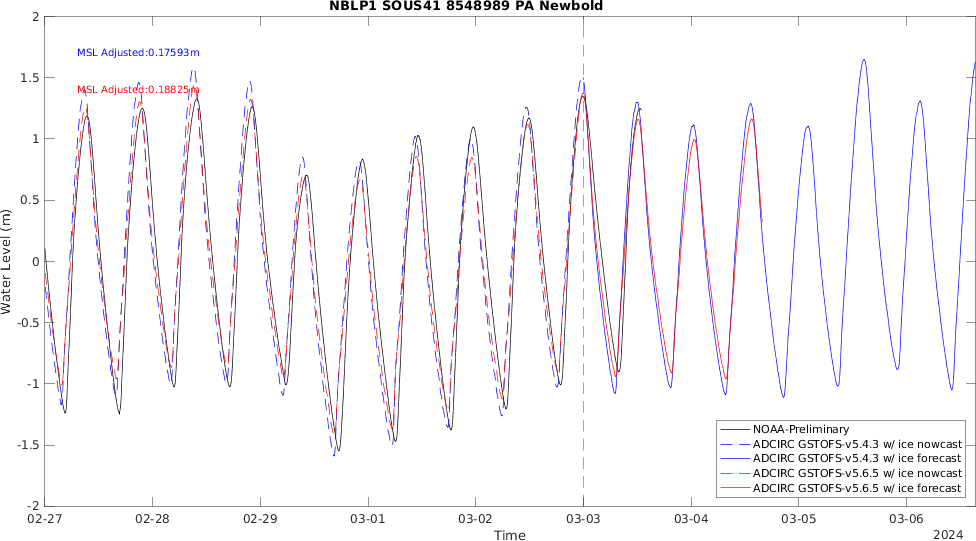 NBLP1 SOUS41 8548989 PA Newbold
MSL Adjusted:0.17593m
MSL Adjusted:0.18825m
2
1.5
1
0.5
0
-0.5
-1
-1.5
-2
Water Level (m)
02-27
02-28
02-29
03-01
03-02
03-03
03-04
03-05
03-06
Time
2024
NOAA-Preliminary
ADCIRC GSTOFS-v5.4.3 w/ ice nowcast
ADCIRC GSTOFS-v5.4.3 w/ ice forecast
ADCIRC GSTOFS-v5.6.5 w/ ice nowcast
ADCIRC GSTOFS-v5.6.5 w/ ice forecast